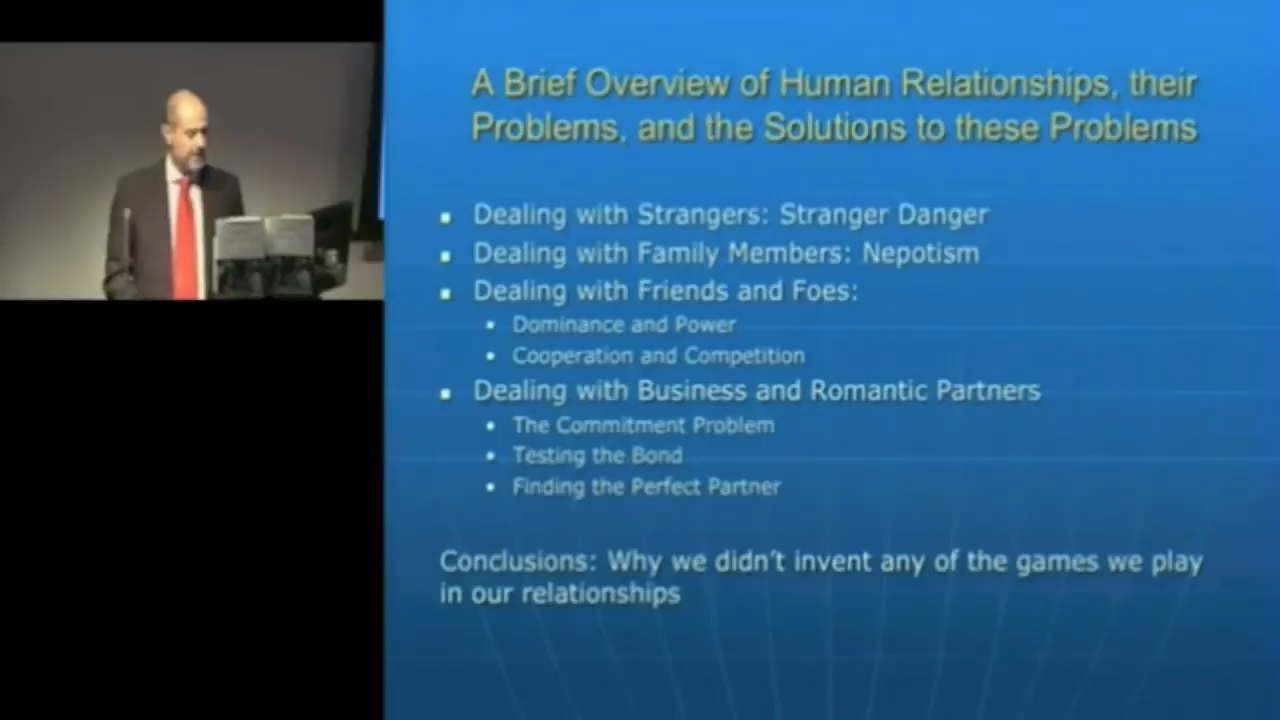 A Brief Overview of Human Relationships, their
Problems, and the Solutions to these Problems
Dealing with Strangers: Stranger Danger
Dealing with Family Members: Nepotism
Dealing with Friends and Foes:
Dominance and Power
Cooperation and Competition
Dealing with Business and Romantic Partners
The Commitment Problem
Testing the Bond
Finding the Perfect Partner
Conclusions: Why we didn't invent any of the games we play
in our relationships